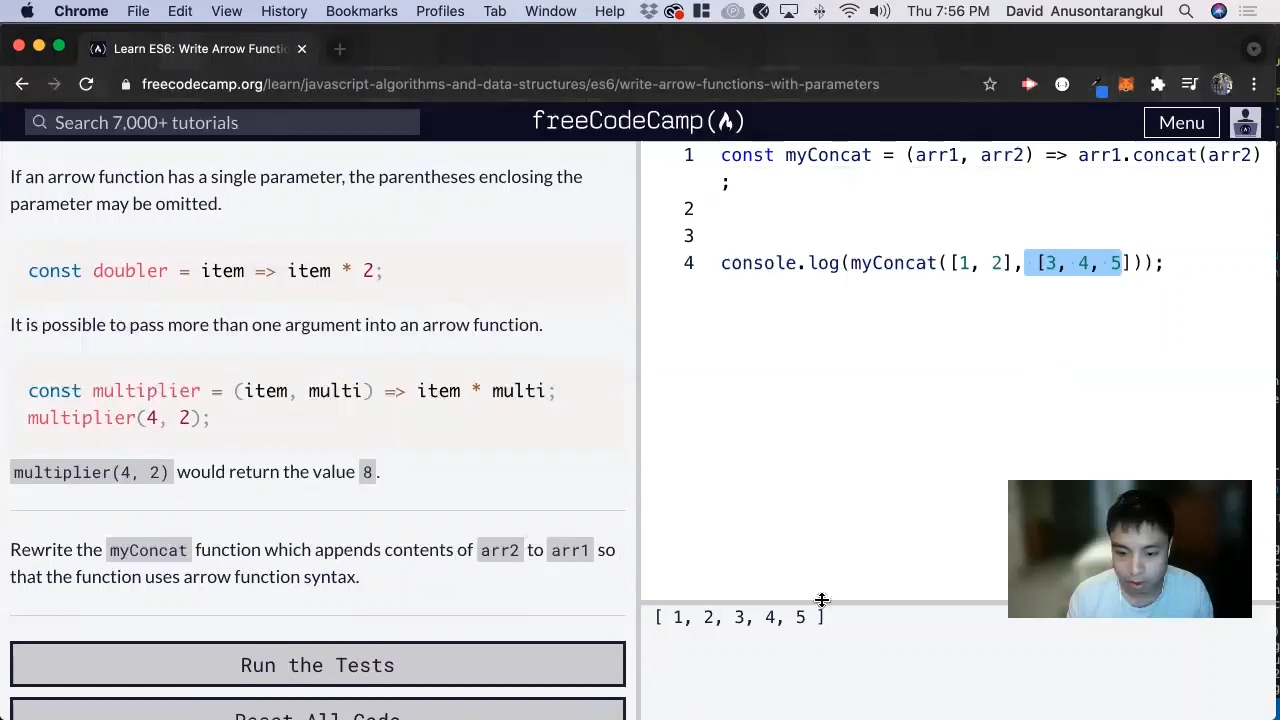 Chrome File Edit View History Bookmarks Profiles Tab Window Help Thu 7:56 PM David Anusontarangkul
Learn ES6: Write Arrow Functi
freecodecamp.org/learn/javascript-algorithms-and-data-structures/es6/write-arrow-functions-with-parameters
Search 7,000+ tutorials
freeCodeCamp
Menu
If an arrow function has a single parameter, the parentheses enclosing the
parameter may be omitted.
const doubler = item => item * 2;
It is possible to pass more than one argument into an arrow function.
const multiplier = (item, multi) => item * multi;
multiplier(4, 2);
multiplier(4, 2) would return the value 8.
Rewrite the myConcat function which appends contents of arr2 to arr1 so
that the function uses arrow function syntax.
Run the Tests
Reset All Code
1 const myConcat = (arr1, arr2) => arr1.concat(arr2)
;
2
3
4 console.log(myConcat([1, 2], [3, 4, 5]));
[ 1, 2, 3, 4, 5 ]